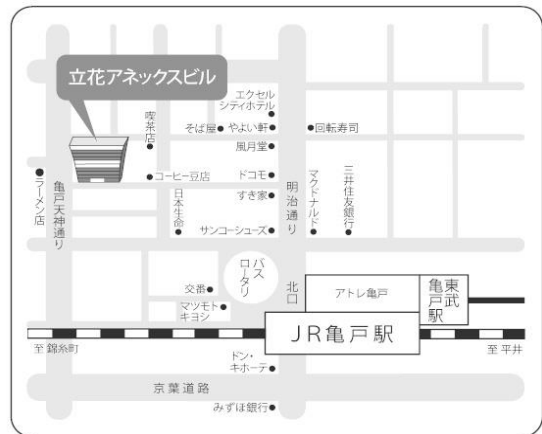 立花アネックスビル
エクセル
シティホテル
喫茶店
そば屋
やよい軒
回転寿司
風月堂
コーヒー豆店
ドコモ
すき家
ラーメン店
亀戸天神通り
日本生命
サンコーシューズ
明治通り
マクドナルド
三井住友銀行
バス
ロータリー
北口
交番
マツモト
キヨシ
アトレ亀戸
東武
亀戸駅
JR亀戸駅
至 錦糸町
至 平井
ドン・
キホーテ
京葉道路
みずほ銀行